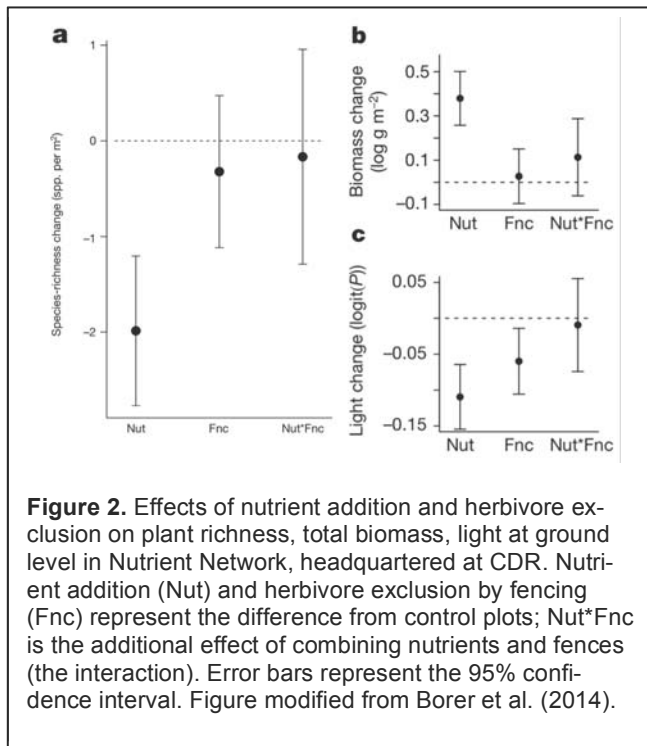 a
1
0
−1
−2
Species-richness change (spp. per m²)
Nut
Fnc
Nut*Fnc
b
0.5
0.3
0.1
−0.1
Biomass change
(log g m⁻²)
Nut
Fnc
Nut*Fnc
c
0.05
−0.05
−0.15
Light change (logit(P))
Nut
Fnc
Nut*Fnc
Figure 2. Effects of nutrient addition and herbivore ex-
clusion on plant richness, total biomass, light at ground
level in Nutrient Network, headquartered at CDR. Nutri-
ent addition (Nut) and herbivore exclusion by fencing
(Fnc) represent the difference from control plots; Nut*Fnc
is the additional effect of combining nutrients and fences
(the interaction). Error bars represent the 95% confi-
dence interval. Figure modified from Borer et al. (2014).